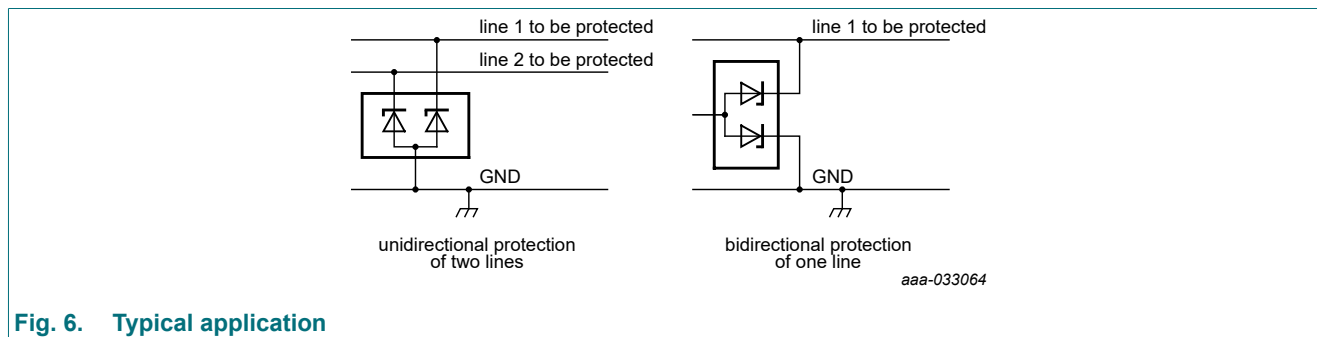 line 1 to be protected
line 2 to be protected
GND
unidirectional protection
of two lines
line 1 to be protected
GND
bidirectional protection
of one line
aaa-033064
Fig. 6. Typical application